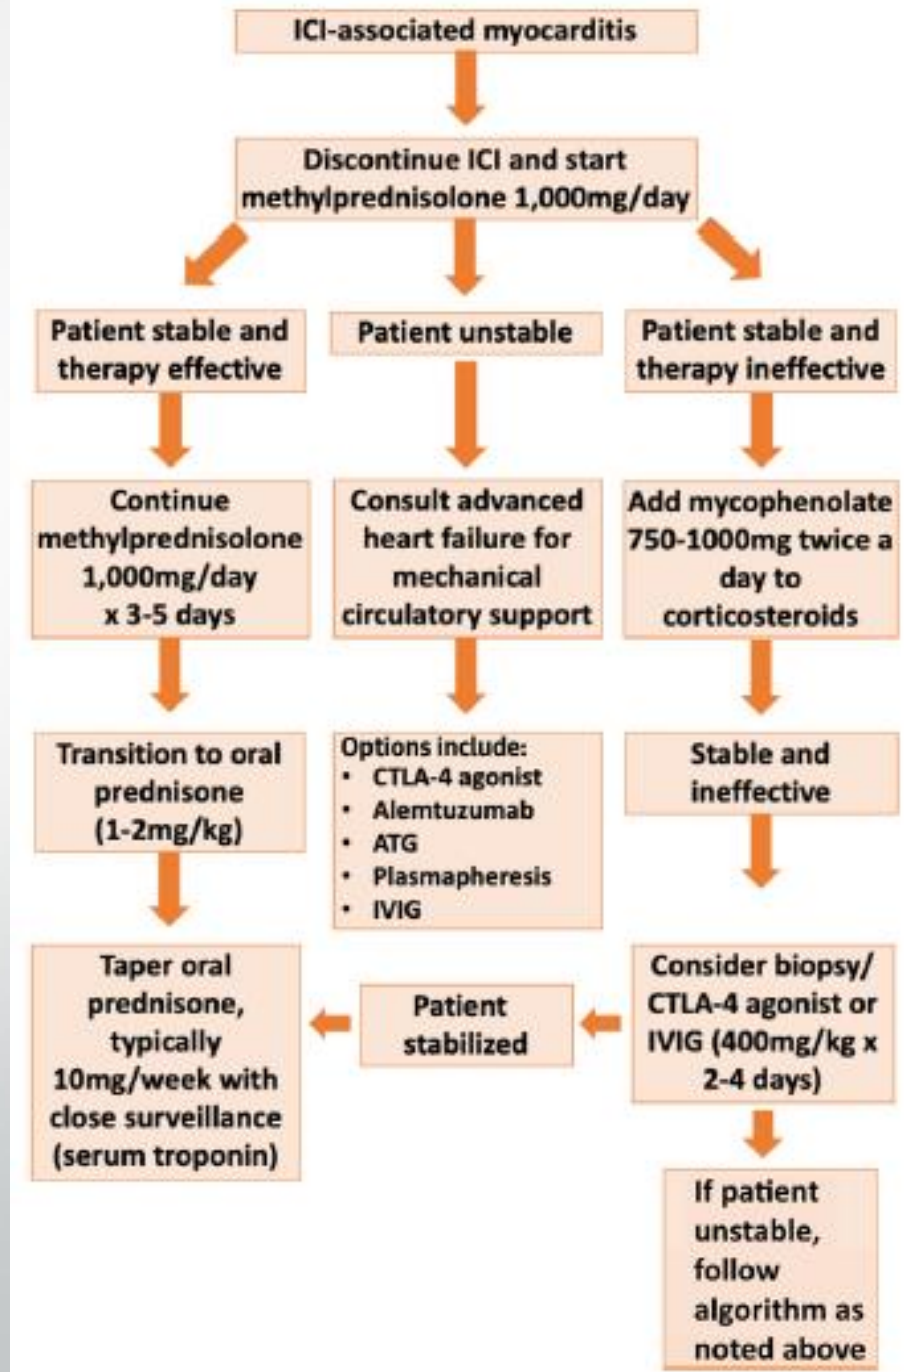 ICI-associated myocarditis
Discontinue ICI and start
methylprednisolone 1,000mg/day
Patient stable and
therapy effective
Patient unstable
Patient stable and
therapy ineffective
Continue
methylprednisolone
1,000mg/day
x 3-5 days
Consult advanced
heart failure for
mechanical
circulatory support
Add mycophenolate
750-1000mg twice a
day to
corticosteroids
Transition to oral
prednisone
(1-2mg/kg)
Options include:
• CTLA-4 agonist
• Alemtuzumab
• ATG
• Plasmapheresis
• IVIG
Stable and
ineffective
Taper oral
prednisone,
typically
10mg/week with
close surveillance
(serum troponin)
Patient
stabilized
Consider biopsy/
CTLA-4 agonist or
IVIG (400mg/kg x
2-4 days)
If patient
unstable,
follow
algorithm as
noted above